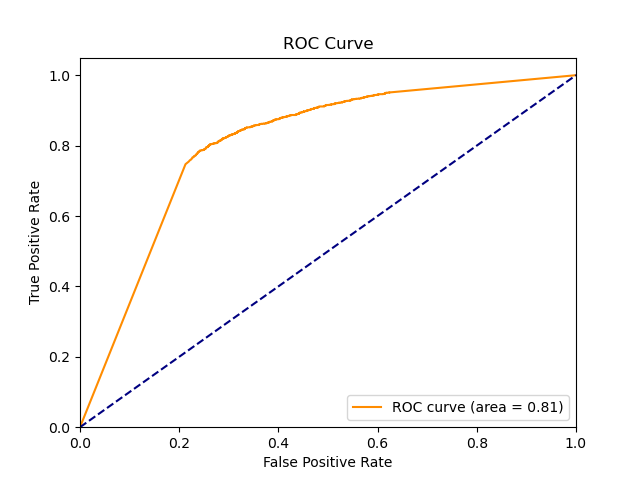 ROC Curve
1.0
0.8
0.6
0.4
0.2
0.0
True Positive Rate
ROC curve (area = 0.81)
0.0 0.2 0.4 0.6 0.8 1.0
False Positive Rate